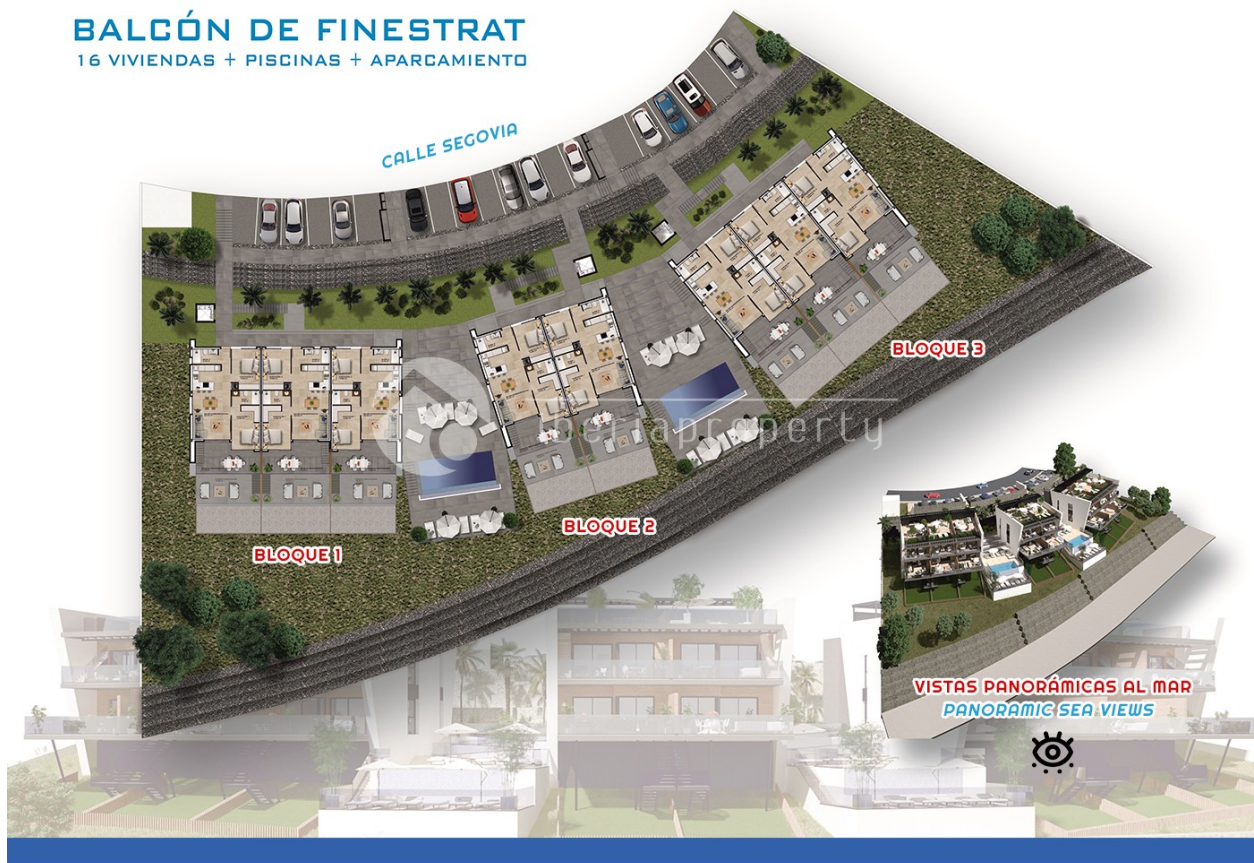 BALCÓN DE FINESTRAT
16 VIVIENDAS + PISCINAS + APARCAMIENTO
CALLE SEGOVIA
BLOQUE 3
iberiaproperty
BLOQUE 2
BLOQUE 1
VISTAS PANORÁMICAS AL MAR
PANORAMIC SEA VIEWS